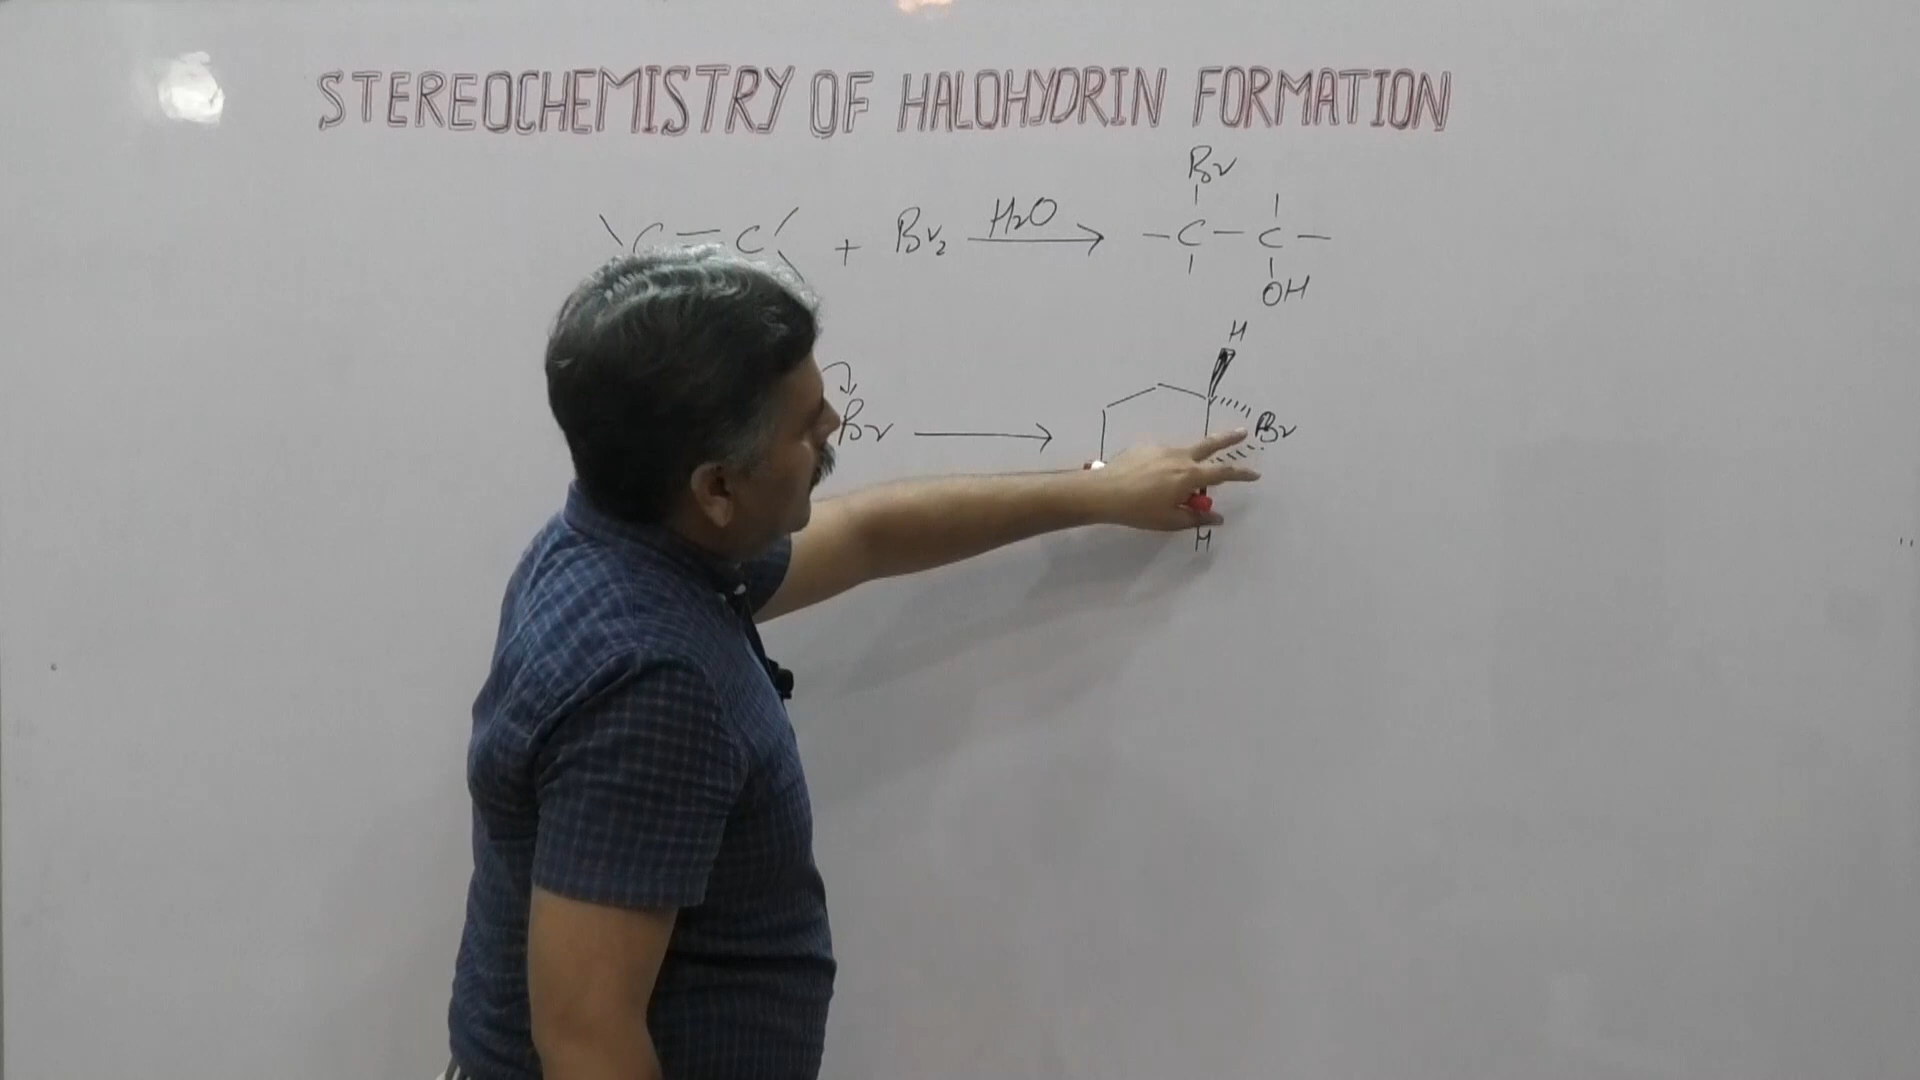 STEREOCHEMISTRY OF HALOHYDRIN FORMATION
Br
C = C + Br2 H2O → - C - C -
OH
H
Br → Br
H